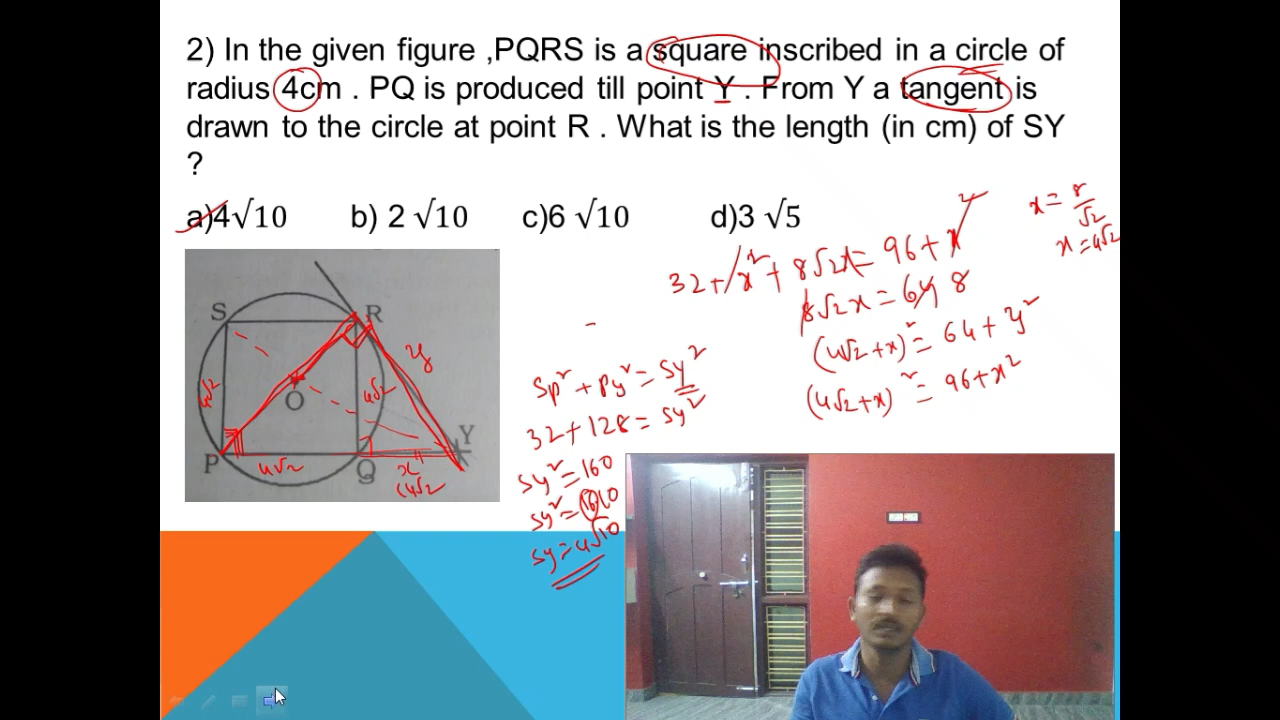 2) In the given figure ,PQRS is a square inscribed in a circle of
radius 4cm . PQ is produced till point Y . From Y a tangent is
drawn to the circle at point R . What is the length (in cm) of SY
?
a)4√10 b) 2 √10 c)6 √10 d)3 √5
x = 8/√2
x = 4√2
32 + x² + 8√2x = 96 + x²
8√2x = 64 8
(4√2+x)² = 64 + y²
(4√2+x)² = 96+x²
SP² + PY² = SY²
32 + 128 = SY²
SY² = 160
SY² = 16×10
SY = 4√10
S R
y
4√2 4√2
O
Y
P Q
4√2 x
4√2